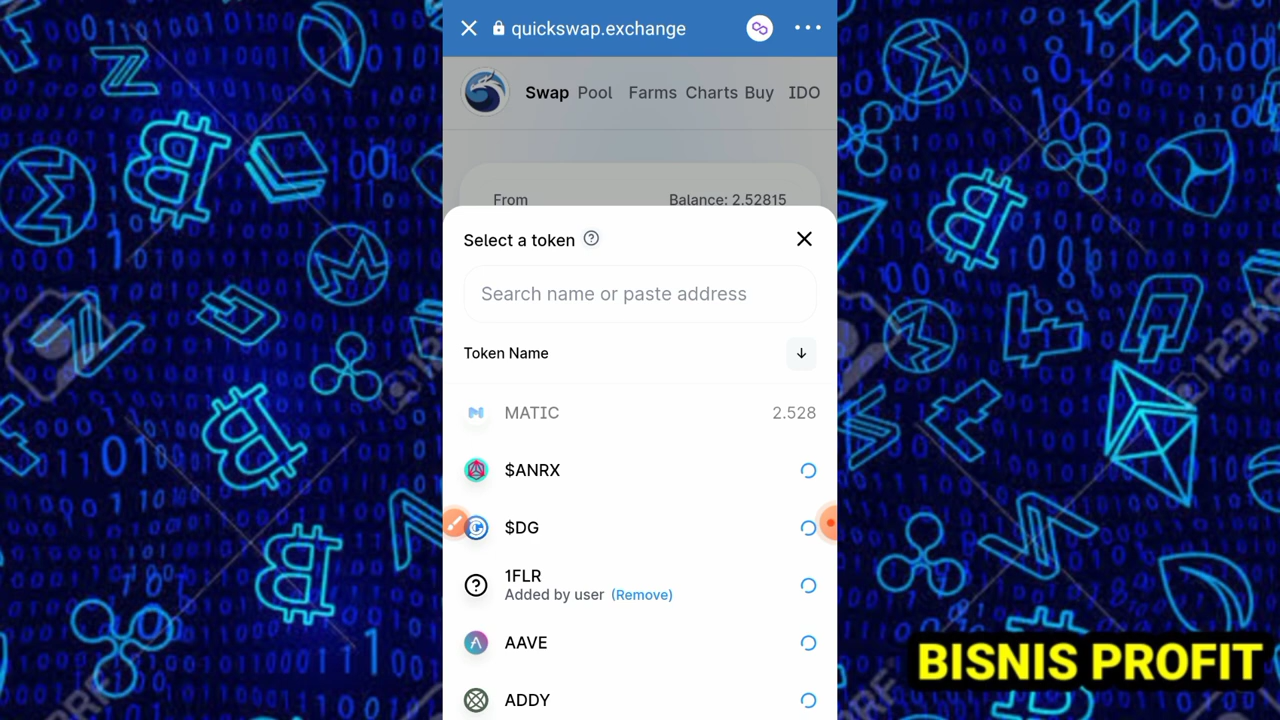 quickswap.exchange
Swap Pool Farms Charts Buy IDO
From Balance: 2.52815
Select a token
Search name or paste address
Token Name
MATIC 2.528
$ANRX
$DG
1FLR
Added by user (Remove)
AAVE
ADDY
BISNIS PROFIT